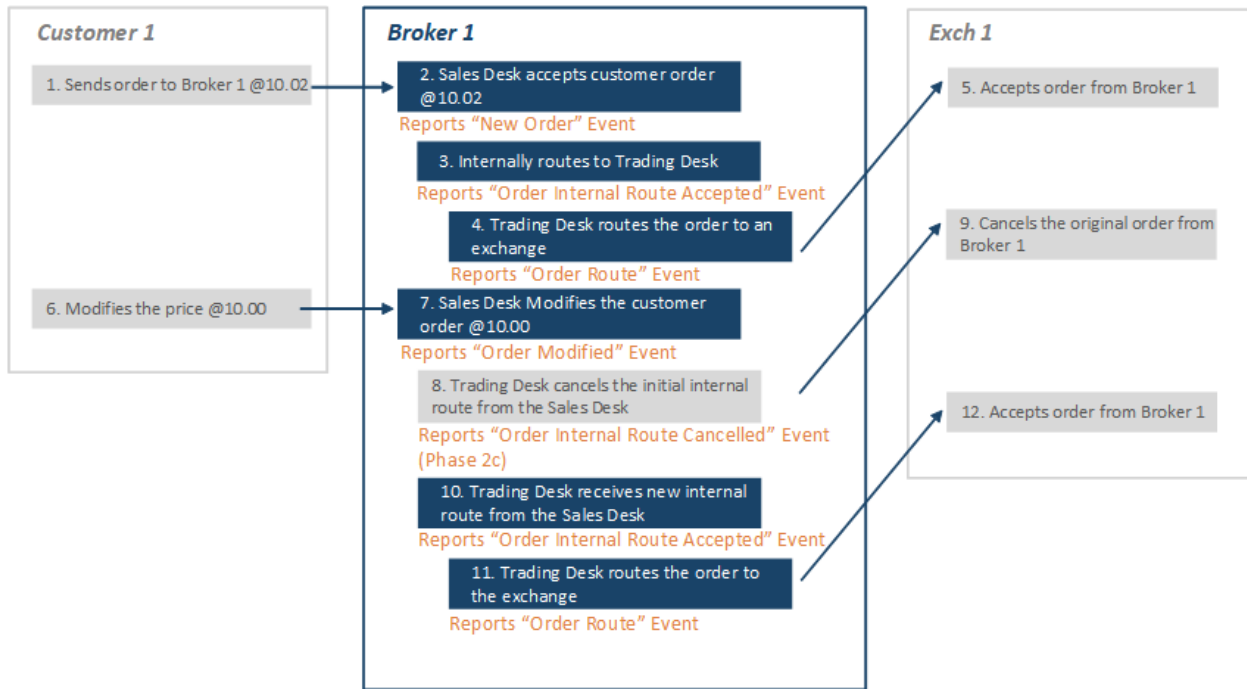 Customer 1
1. Sends order to Broker 1 @10.02
6. Modifies the price @10.00
Broker 1
2. Sales Desk accepts customer order
@10.02
Reports “New Order” Event
3. Internally routes to Trading Desk
Reports “Order Internal Route Accepted” Event
4. Trading Desk routes the order to an
exchange
Reports “Order Route” Event
7. Sales Desk Modifies the customer
order @10.00
Reports “Order Modified” Event
8. Trading Desk cancels the initial internal
route from the Sales Desk
Reports “Order Internal Route Cancelled” Event
(Phase 2c)
10. Trading Desk receives new internal
route from the Sales Desk
Reports “Order Internal Route Accepted” Event
11. Trading Desk routes the order to
the exchange
Reports “Order Route” Event
Exch 1
5. Accepts order from Broker 1
9. Cancels the original order from
Broker 1
12. Accepts order from Broker 1